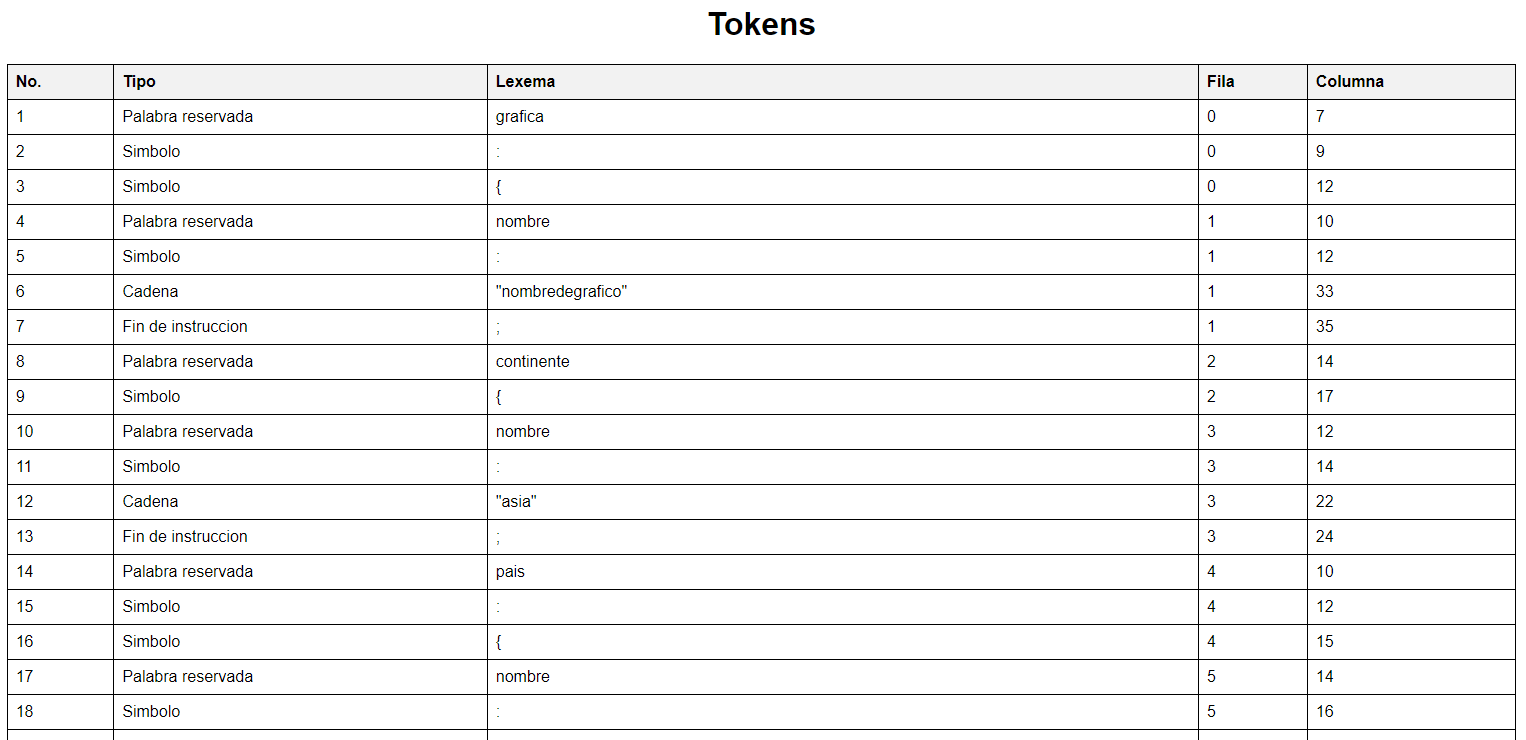 Tokens
No. Tipo Lexema Fila Columna
1 Palabra reservada grafica 0 7
2 Simbolo : 0 9
3 Simbolo { 0 12
4 Palabra reservada nombre 1 10
5 Simbolo : 1 12
6 Cadena "nombredegrafico" 1 33
7 Fin de instruccion ; 1 35
8 Palabra reservada continente 2 14
9 Simbolo { 2 17
10 Palabra reservada nombre 3 12
11 Simbolo : 3 14
12 Cadena "asia" 3 22
13 Fin de instruccion ; 3 24
14 Palabra reservada pais 4 10
15 Simbolo : 4 12
16 Simbolo { 4 15
17 Palabra reservada nombre 5 14
18 Simbolo : 5 16